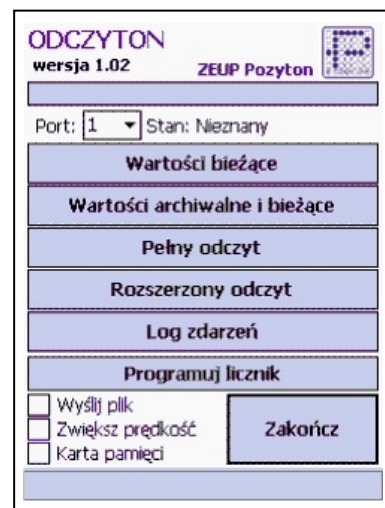 ODCZYTON
wersja 1.02 ZEUP Pozyton
Port: 1 Stan: Nieznany
Wartości bieżące
Wartości archiwalne i bieżące
Pełny odczyt
Rozszerzony odczyt
Log zdarzeń
Programuj licznik
Wyślij plik
Zwiększ prędkość
Karta pamięci
Zakończ